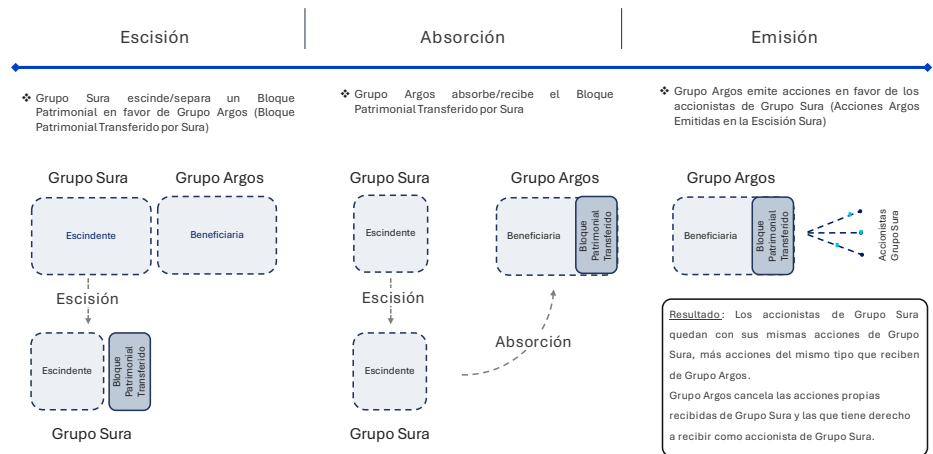 Escisión
Absorción
Emisión
❖ Grupo Sura escinde/separa un Bloque
Patrimonial en favor de Grupo Argos (Bloque
Patrimonial Transferido por Sura)
❖ Grupo Argos absorbe/recibe el Bloque
Patrimonial Transferido por Sura
❖ Grupo Argos emite acciones en favor de los
accionistas de Grupo Sura (Acciones Argos
Emitidas en la Escisión Sura)
Grupo Sura
Grupo Argos
Escindente
Beneficiaria
Escisión
Escindente
Bloque
Patrimonial
Transferido
Grupo Sura
Grupo Sura
Grupo Argos
Escindente
Beneficiaria
Bloque
Patrimonial
Transferido
Escisión
Absorción
Escindente
Grupo Sura
Grupo Argos
Beneficiaria
Bloque
Patrimonial
Transferido
Accionistas
Grupo Sura
Resultado: Los accionistas de Grupo Sura
quedan con sus mismas acciones de Grupo
Sura, más acciones del mismo tipo que reciben
de Grupo Argos.
Grupo Argos cancela las acciones propias
recibidas de Grupo Sura y las que tiene derecho
a recibir como accionista de Grupo Sura.